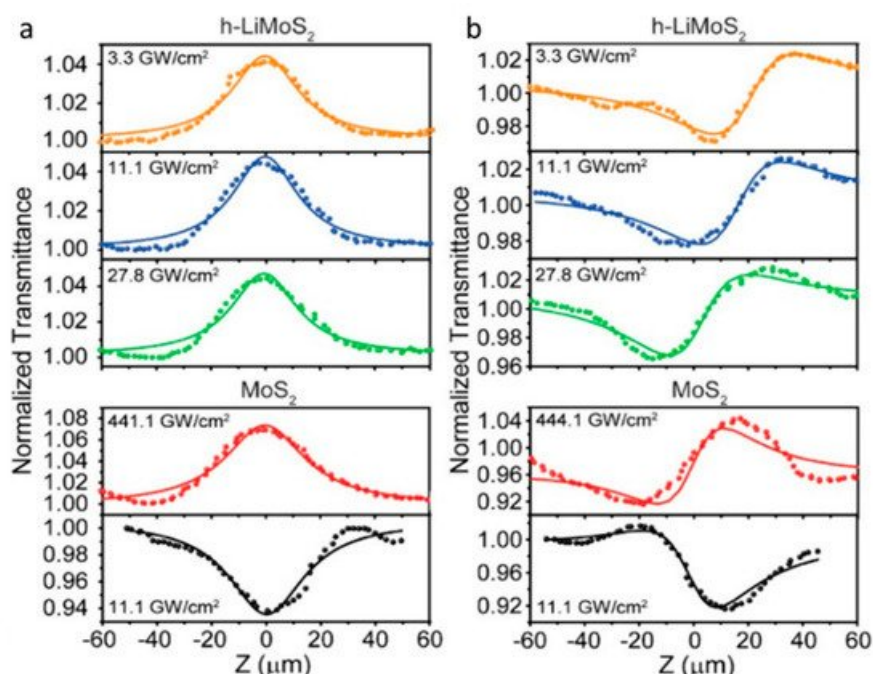 a
h-LiMoS₂
3.3 GW/cm²
1.04
1.02
1.00
11.1 GW/cm²
1.04
1.02
1.00
27.8 GW/cm²
1.04
1.02
1.00
MoS₂
441.1 GW/cm²
1.08
1.06
1.04
1.02
1.00
1.00
0.98
0.96
0.94
11.1 GW/cm²
-60 -40 -20 0 20 40 60
Z (μm)
Normalized Transmittance
b
h-LiMoS₂
3.3 GW/cm²
1.02
1.00
0.98
11.1 GW/cm²
1.02
1.00
0.98
27.8 GW/cm²
1.02
1.00
0.98
0.96
MoS₂
444.1 GW/cm²
1.04
1.00
0.96
0.92
1.00
0.96
0.92
11.1 GW/cm²
-60 -40 -20 0 20 40 60
Z (μm)
Normalized Transmittance